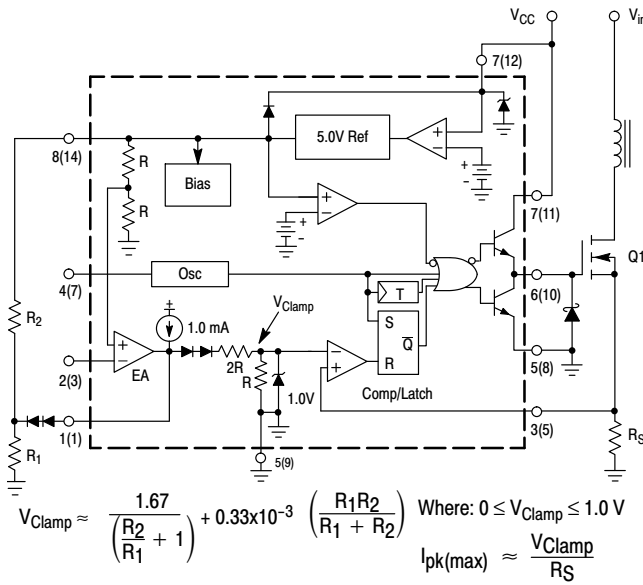 VCC
Vin
7(12)
5.0V Ref
+
−
+
−
8(14)
R
Bias
R
+
−
+
−
7(11)
Q1
4(7)
Osc
6(10)
T
VClamp
+
1.0 mA
S
Q̅
R
R2
+
−
EA
2R
R
1.0V
−
+
Comp/Latch
5(8)
2(3)
1(1)
3(5)
R1
5(9)
RS
VClamp ≈ 1.67 / (R2/R1 + 1) + 0.33x10−3 (R1R2 / R1 + R2) Where: 0 ≤ VClamp ≤ 1.0 V
Ipk(max) ≈ VClamp / RS